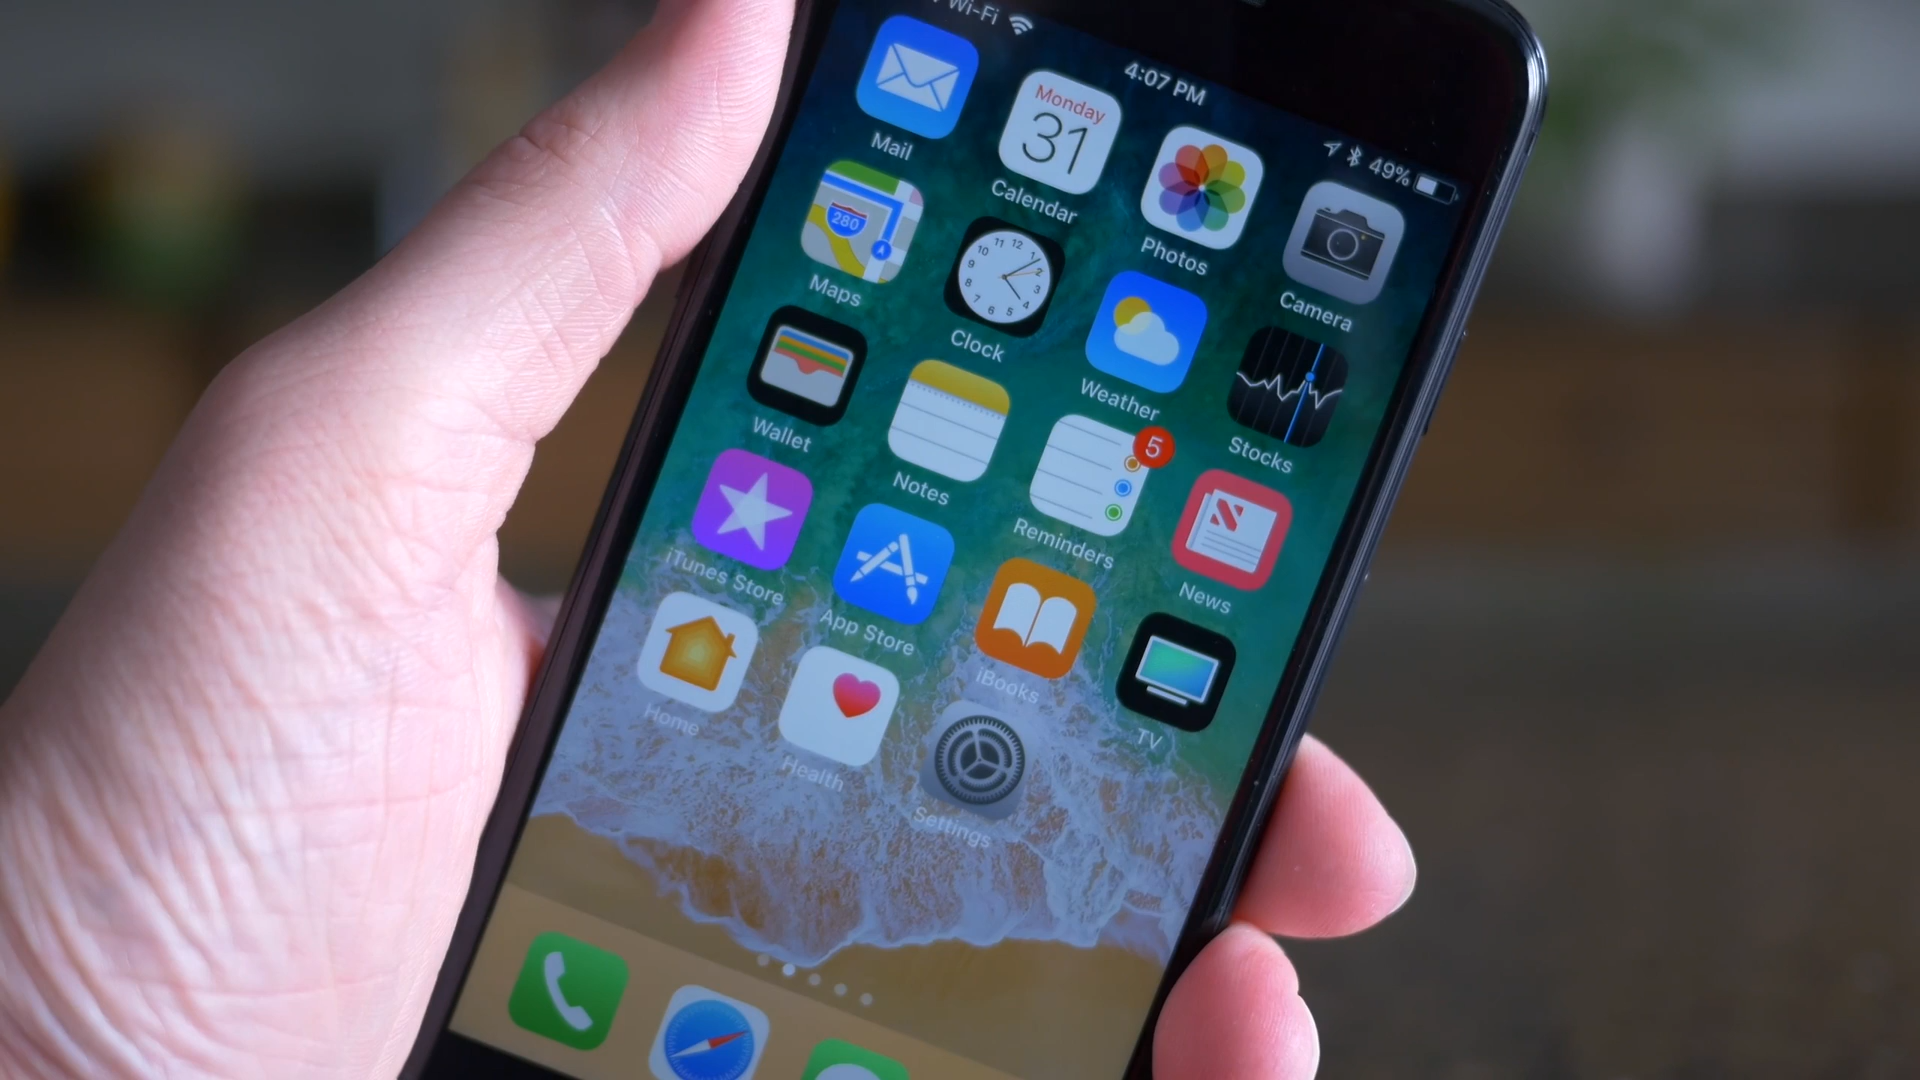 Wi-Fi
4:07 PM
49%
Mail
Monday
31
Calendar
Photos
Camera
280
Maps
Clock
Weather
Stocks
Wallet
Notes
5
Reminders
News
iTunes Store
App Store
iBooks
TV
Home
Health
Settings